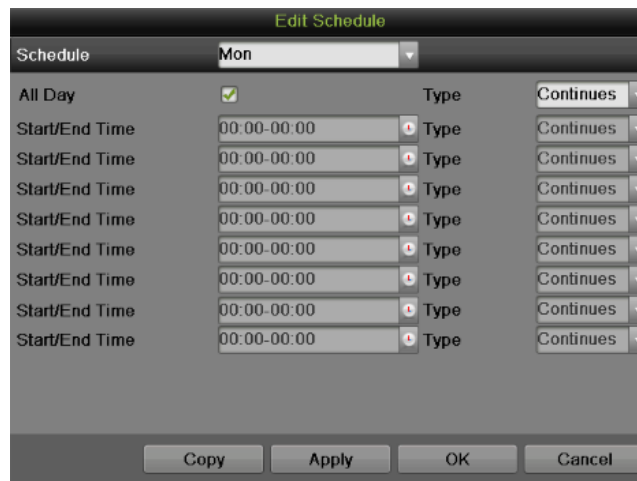 Edit Schedule
Schedule Mon
All Day Type Continues
Start/End Time 00:00-00:00 Type Continues
Start/End Time 00:00-00:00 Type Continues
Start/End Time 00:00-00:00 Type Continues
Start/End Time 00:00-00:00 Type Continues
Start/End Time 00:00-00:00 Type Continues
Start/End Time 00:00-00:00 Type Continues
Start/End Time 00:00-00:00 Type Continues
Start/End Time 00:00-00:00 Type Continues
Copy Apply OK Cancel